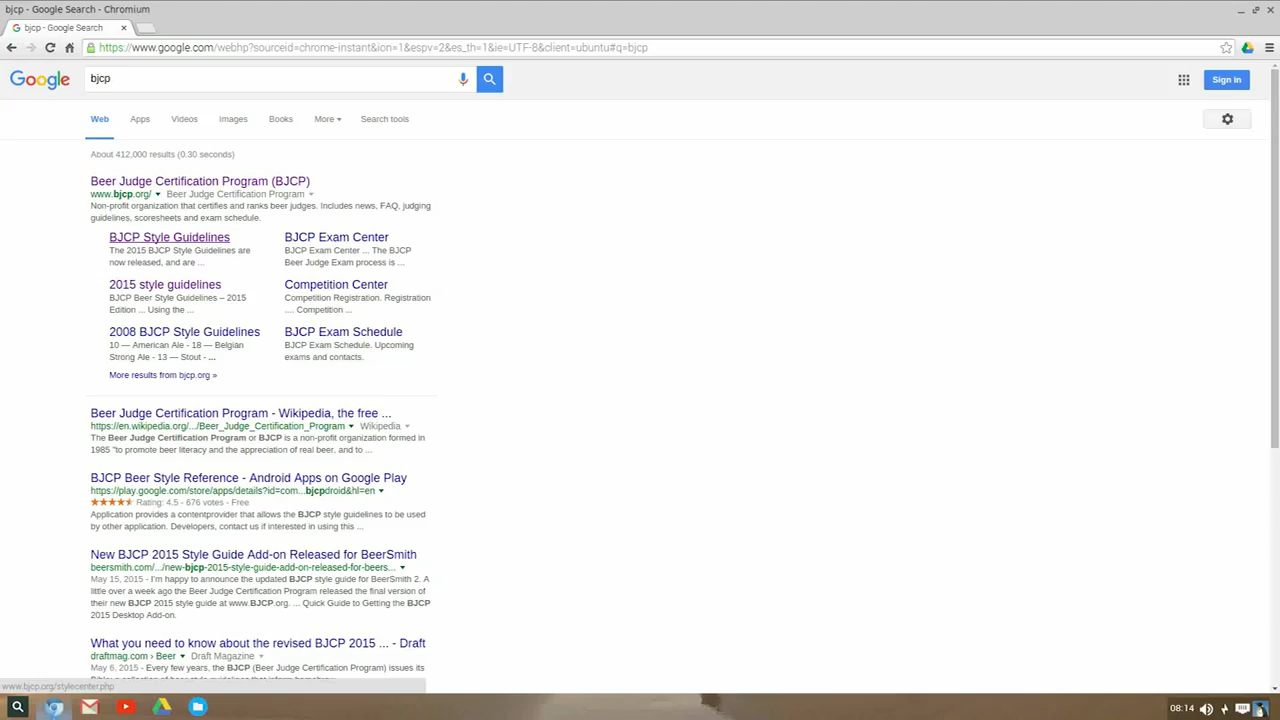 bjcp - Google Search - Chromium
bjcp - Google Search
https://www.google.com/webhp?sourceid=chrome-instant&ion=1&espv=2&es_th=1&ie=UTF-8&client=ubuntu#q=bjcp
Google
bjcp
Sign in
Web Apps Videos Images Books More Search tools
About 412,000 results (0.30 seconds)
Beer Judge Certification Program (BJCP)
www.bjcp.org/ Beer Judge Certification Program
Non-profit organization that certifies and ranks beer judges. Includes news, FAQ, judging
guidelines, scoresheets and exam schedule.
BJCP Style Guidelines
The 2015 BJCP Style Guidelines are
now released, and are ...
BJCP Exam Center
BJCP Exam Center ... The BJCP
Beer Judge Exam process is ...
2015 style guidelines
BJCP Beer Style Guidelines – 2015
Edition ... Using the ...
Competition Center
Competition Registration. Registration
.... Competition ...
2008 BJCP Style Guidelines
10 — American Ale - 18 — Belgian
Strong Ale - 13 — Stout - ...
BJCP Exam Schedule
BJCP Exam Schedule. Upcoming
exams and contacts.
More results from bjcp.org »
Beer Judge Certification Program - Wikipedia, the free ...
https://en.wikipedia.org/.../Beer_Judge_Certification_Program Wikipedia
The Beer Judge Certification Program or BJCP is a non-profit organization formed in
1985 "to promote beer literacy and the appreciation of real beer, and to ...
BJCP Beer Style Reference - Android Apps on Google Play
https://play.google.com/store/apps/details?id=com...bjcpdroid&hl=en
Rating: 4.5 - 676 votes - Free
Application provides a contentprovider that allows the BJCP style guidelines to be used
by other application. Developers, contact us if interested in using this ...
New BJCP 2015 Style Guide Add-on Released for BeerSmith
beersmith.com/.../new-bjcp-2015-style-guide-add-on-released-for-beers...
May 15, 2015 - I'm happy to announce the updated BJCP style guide for BeerSmith 2. A
little over a week ago the Beer Judge Certification Program released the final version of
their new BJCP 2015 style guide at www.BJCP.org. ... Quick Guide to Getting the BJCP
2015 Desktop Add-on.
What you need to know about the revised BJCP 2015 ... - Draft
draftmag.com › Beer Draft Magazine
May 6, 2015 - Every few years, the BJCP (Beer Judge Certification Program) issues its
www.bjcp.org/stylecenter.php
08:14